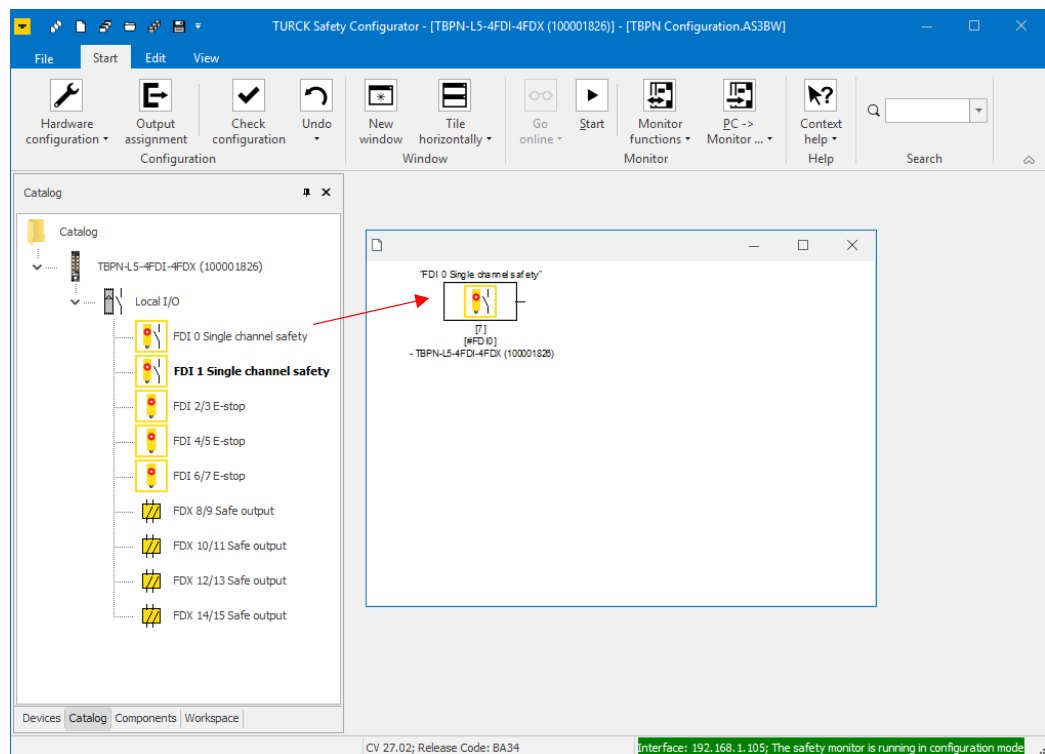 TURCK Safety Configurator - [TBPN-L5-4FDI-4FDX (100001826)] - [TBPN Configuration.AS3BW]
File Start Edit View
Hardware configuration
Output assignment
Check configuration
Undo
Configuration
New window
Tile horizontally
Window
Go online
Start
Monitor functions
PC -> Monitor ...
Monitor
Context help
Help
Search
Catalog
Catalog
TBPN-L5-4FDI-4FDX (100001826)
Local I/O
FDI 0 Single channel safety
FDI 1 Single channel safety
FDI 2/3 E-stop
FDI 4/5 E-stop
FDI 6/7 E-stop
FDX 8/9 Safe output
FDX 10/11 Safe output
FDX 12/13 Safe output
FDX 14/15 Safe output
"FDI 0 Single channel safety"
[7]
[#FDI0]
- TBPN-L5-4FDI-4FDX (100001826)
Devices Catalog Components Workspace
CV 27.02; Release Code: BA34
Interface: 192.168.1.105; The safety monitor is running in configuration mode